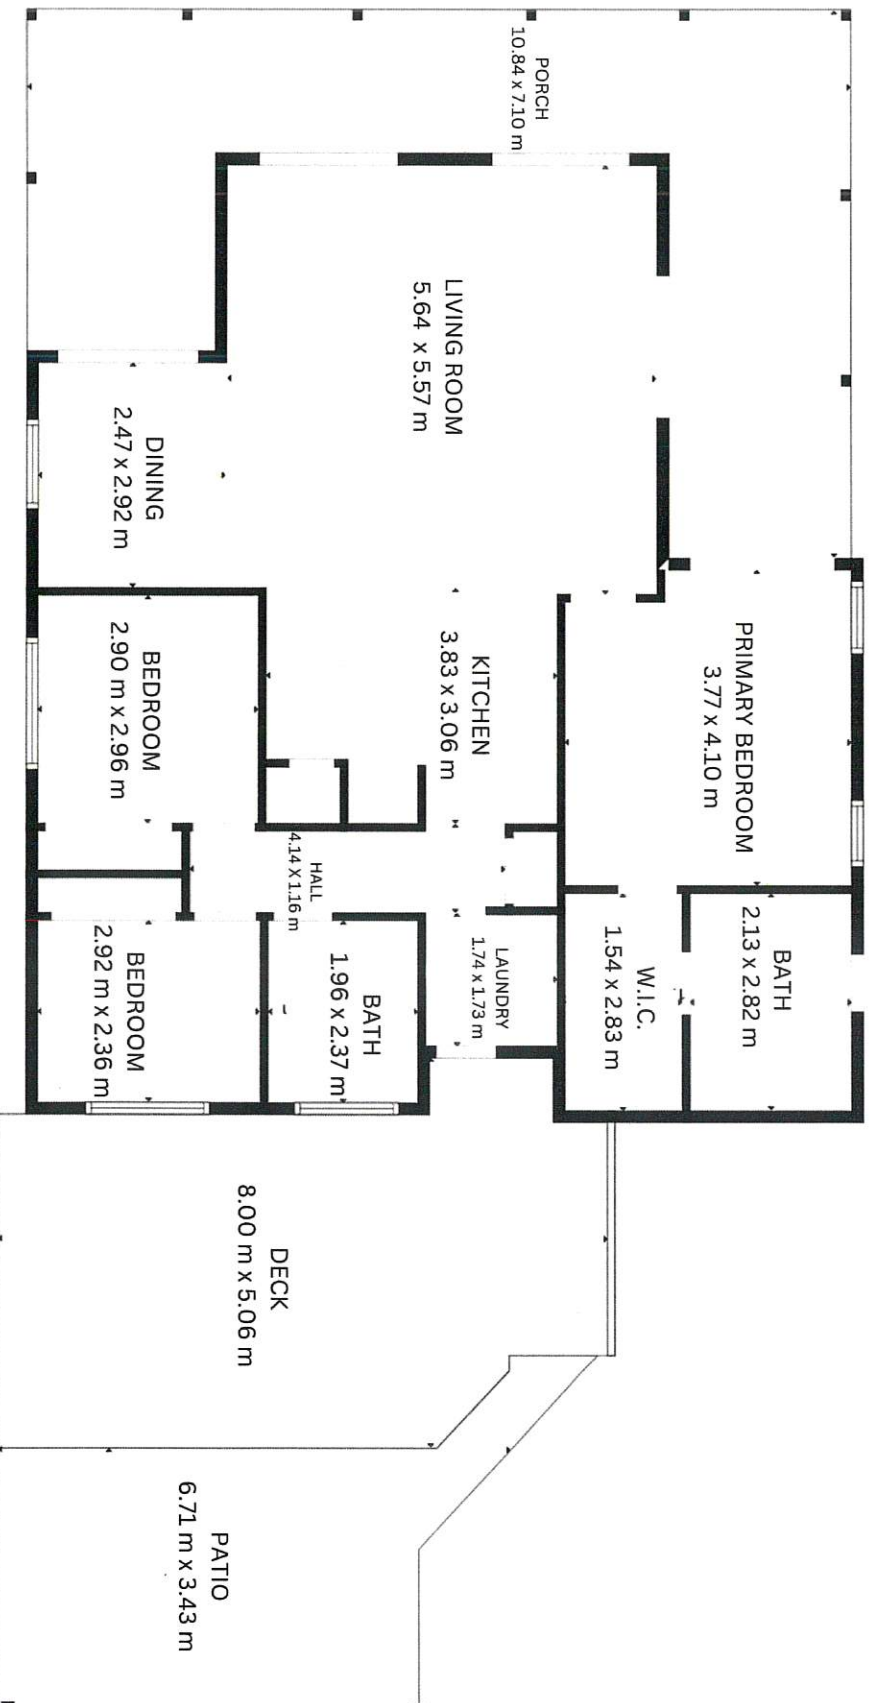 PORCH
10.84 x 7.10 m
LIVING ROOM
5.64 x 5.57 m
DINING
2.47 x 2.92 m
PRIMARY BEDROOM
3.77 x 4.10 m
KITCHEN
3.83 x 3.06 m
BEDROOM
2.90 m x 2.96 m
HALL
4.14 X 1.16 m
BATH
2.13 x 2.82 m
W.I.C.
1.54 x 2.83 m
LAUNDRY
1.74 x 1.73 m
BATH
1.96 x 2.37 m
BEDROOM
2.92 m x 2.36 m
DECK
8.00 m x 5.06 m
PATIO
6.71 m x 3.43 m